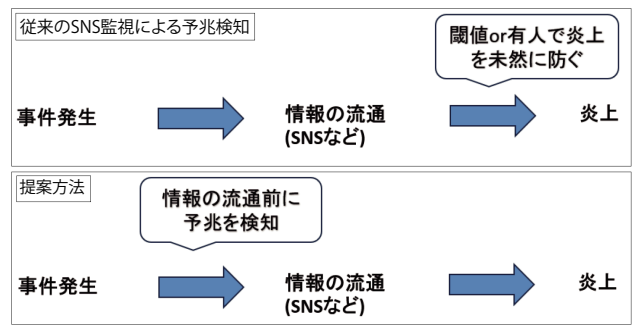 従来のSNS監視による予兆検知
閾値or有人で炎上
を未然に防ぐ
事件発生
情報の流通
(SNSなど)
炎上
提案方法
情報の流通前に
予兆を検知
事件発生
情報の流通
(SNSなど)
炎上